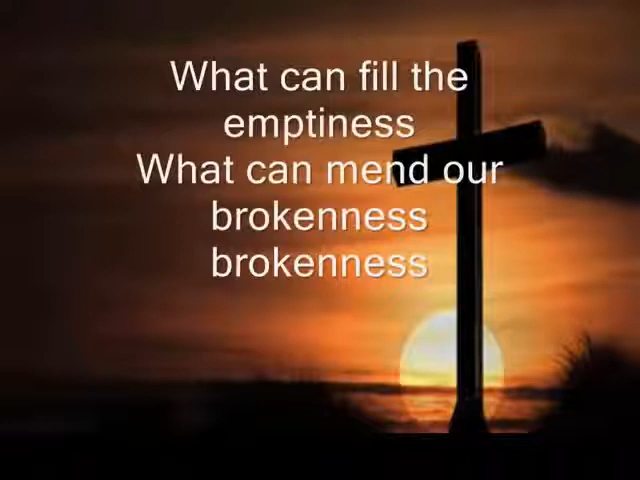 What can fill the
emptiness
What can mend our
brokenness
brokenness